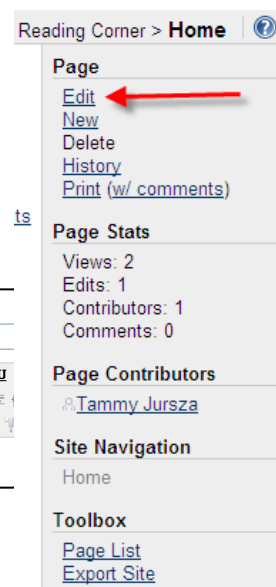 Reading Corner > Home
Page
Edit
New
Delete
History
Print (w/ comments)
ts
Page Stats
Views: 2
Edits: 1
Contributors: 1
Comments: 0
U
Page Contributors
Tammy Jursza
Site Navigation
Home
Toolbox
Page List
Export Site